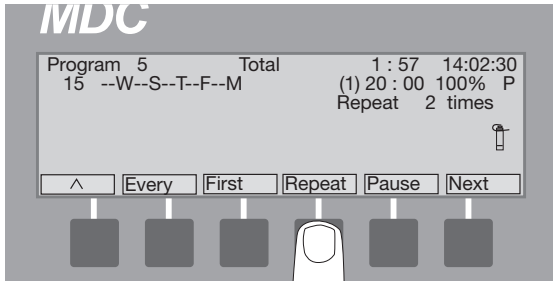 MDC
Program 5 Total 1 : 57 14:02:30
15 --W--S--T--F--M (1) 20 : 00 100% P
Repeat 2 times
^ Every First Repeat Pause Next